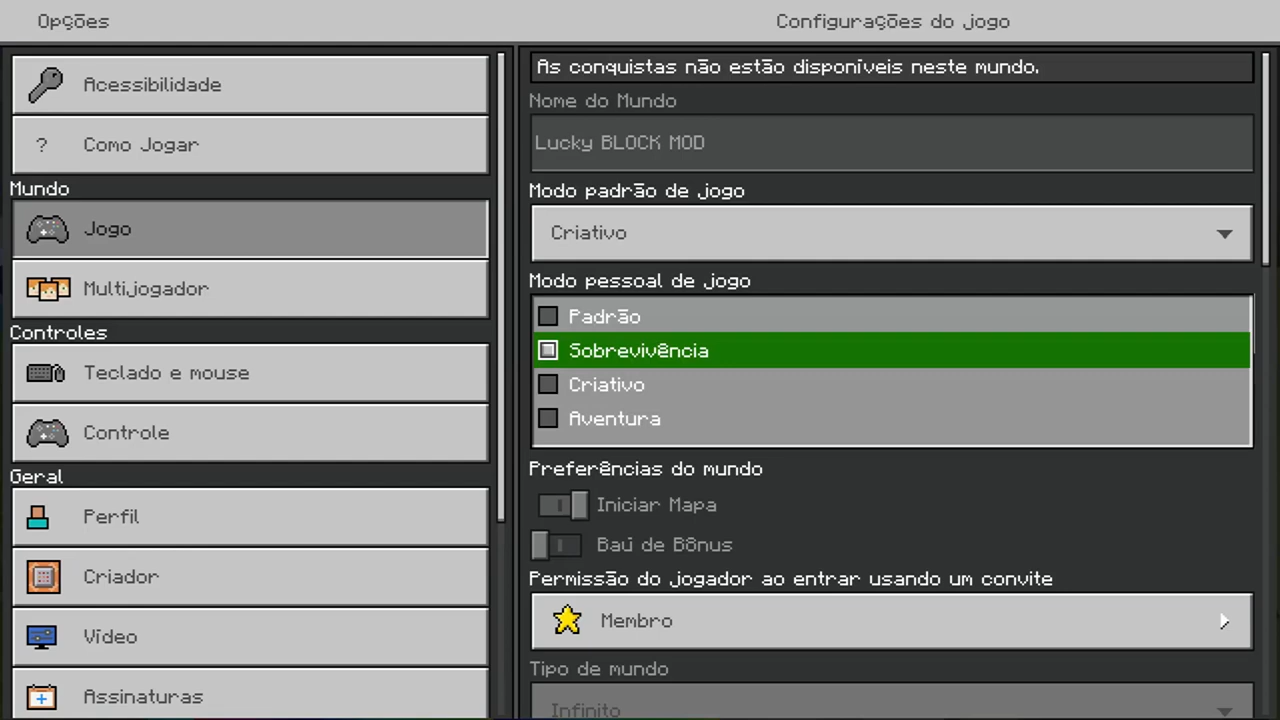 Opções
Configurações do jogo
Acessibilidade
? Como Jogar
Mundo
Jogo
Multijogador
Controles
Teclado e mouse
Controle
Geral
Perfil
Criador
Vídeo
Assinaturas
As conquistas não estão disponíveis neste mundo.
Nome do Mundo
Lucky BLOCK MOD
Modo padrão de jogo
Criativo
Modo pessoal de jogo
Padrão
Sobrevivência
Criativo
Aventura
Preferências do mundo
Iniciar Mapa
Baú de Bônus
Permissão do jogador ao entrar usando um convite
Membro
Tipo de mundo
Infinito